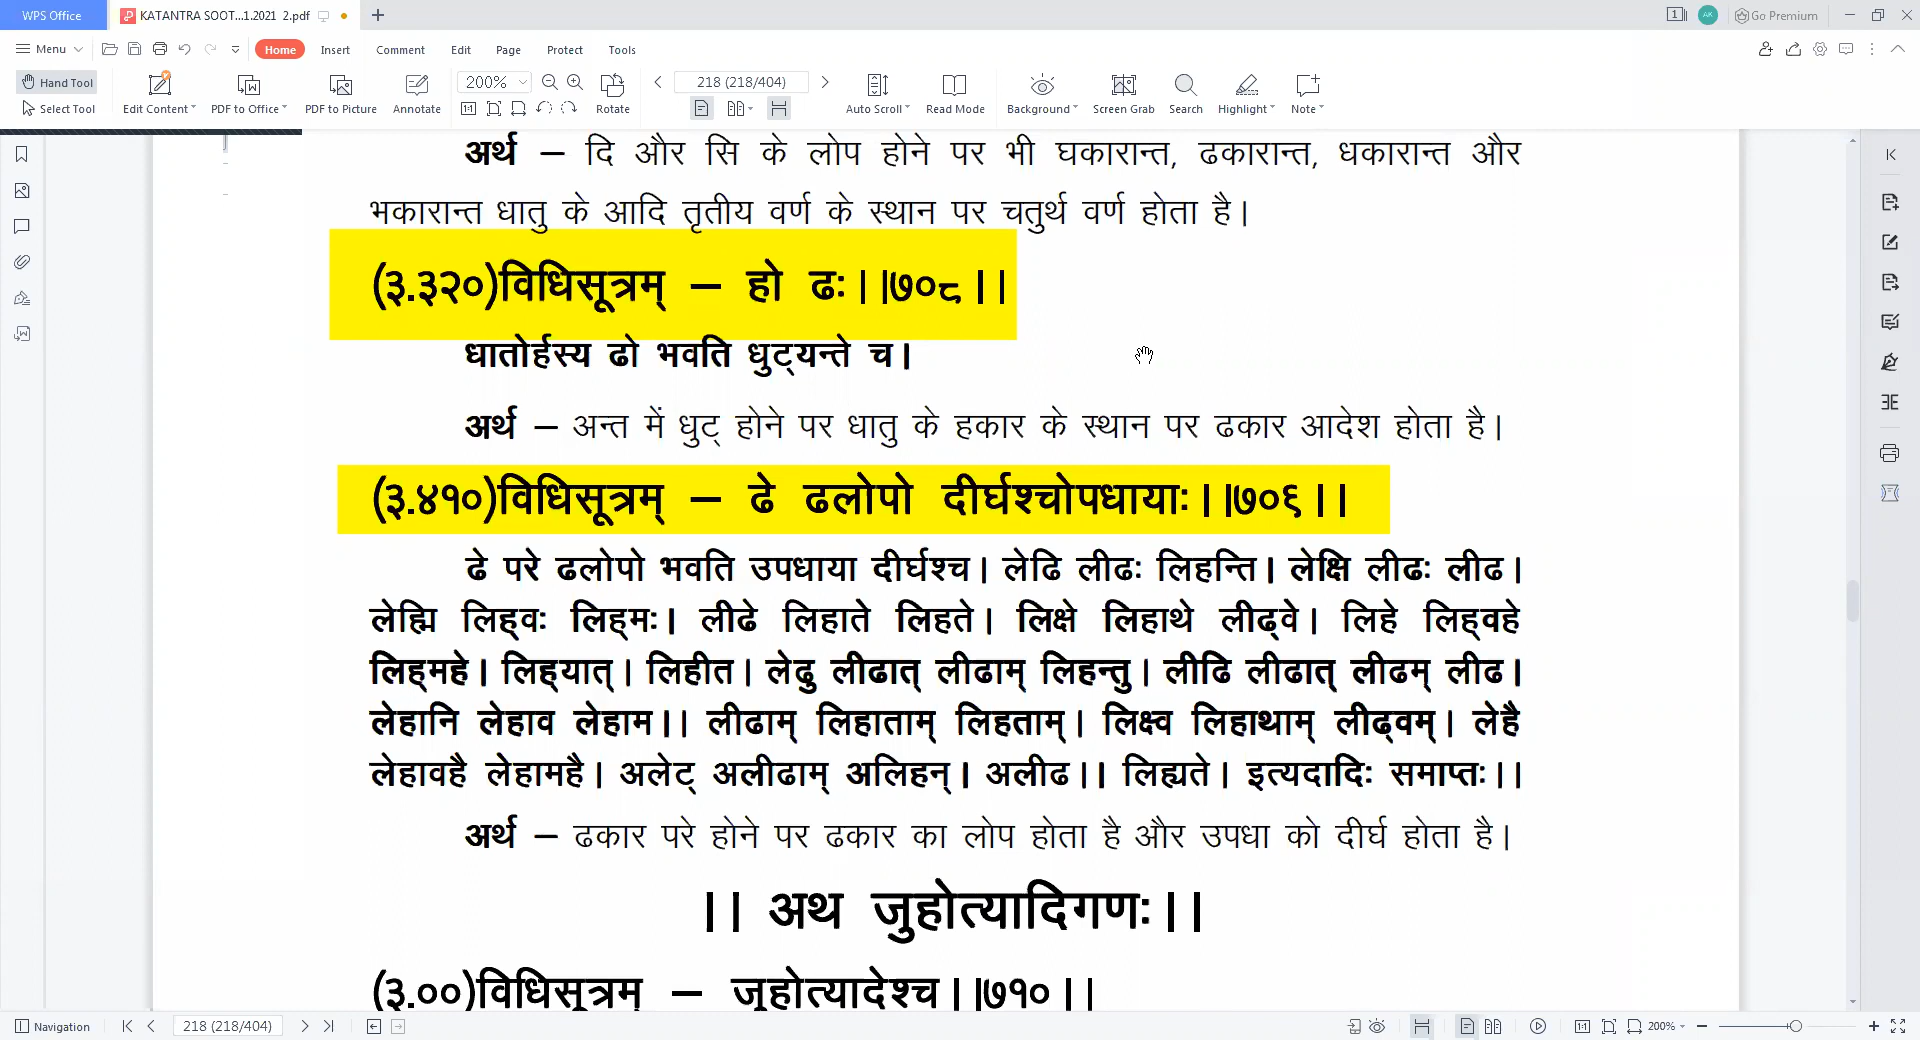 WPS Office
KATANTRA SOOT...1.2021 2.pdf
1
AK
Go Premium
Menu
Home
Insert
Comment
Edit
Page
Protect
Tools
Hand Tool
Select Tool
Edit Content
PDF to Office
PDF to Picture
Annotate
200%
Rotate
218 (218/404)
Auto Scroll
Read Mode
Background
Screen Grab
Search
Highlight
Note
अर्थ – दि और सि के लोप होने पर भी घकारान्त, ढकारान्त, धकारान्त और
भकारान्त धातु के आदि तृतीय वर्ण के स्थान पर चतुर्थ वर्ण होता है।
(३.३२०)विधिसूत्रम् – हो ढः।।७०८।।
धातोर्हस्य ढो भवति धुट्यन्ते च।
अर्थ – अन्त में धुट् होने पर धातु के हकार के स्थान पर ढकार आदेश होता है।
(३.४१०)विधिसूत्रम् – ढे ढलोपो दीर्घश्चोपधायाः।।७०९।।
ढे परे ढलोपो भवति उपधाया दीर्घश्च। लेढि लीढः लिहन्ति। लेक्षि लीढः लीढ।
लेह्मि लिह्वः लिह्मः। लीढे लिहाते लिहते। लिक्षे लिहाथे लीढ्वे। लिहे लिह्वहे
लिह्महे। लिह्यात्। लिहीत। लेढु लीढात् लीढाम् लिहन्तु। लीढि लीढात् लीढम् लीढ।
लेहानि लेहाव लेहाम।। लीढाम् लिहाताम् लिहताम्। लिक्ष्व लिहाथाम् लीढ्वम्। लेहै
लेहावहै लेहामहै। अलेट् अलीढाम् अलिहन्। अलीढ।। लिह्यते। इत्यदादिः समाप्तः।।
अर्थ – ढकार परे होने पर ढकार का लोप होता है और उपधा को दीर्घ होता है।
।। अथ जुहोत्यादिगणः।।
(३.००)विधिसूत्रम् – जुहोत्यादेश्च।।७१०।।
Navigation
218 (218/404)
200%